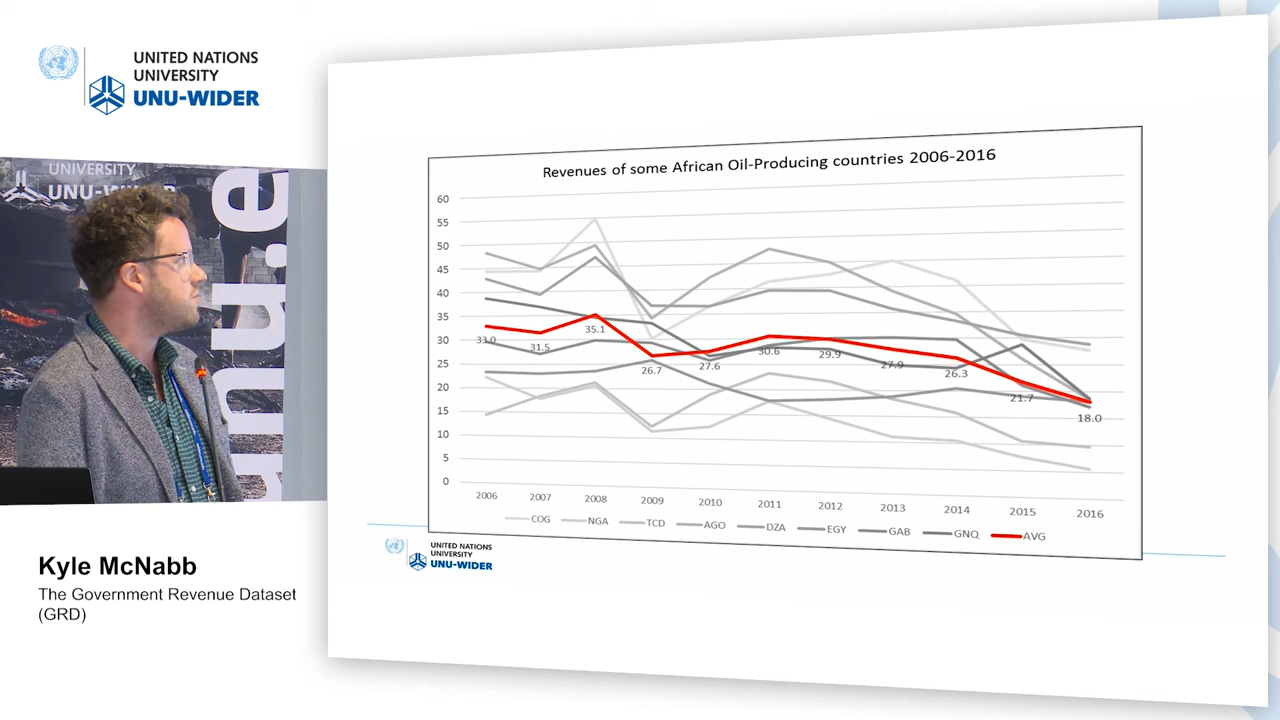 UNITED NATIONS
UNIVERSITY
UNU-WIDER
UNIVERSITY
UNU-W
nu.e
Kyle McNabb
The Government Revenue Dataset
(GRD)
Revenues of some African Oil-Producing countries 2006-2016
60
55
50
45
40
35
30
25
20
15
10
5
0
33.0
31.5
35.1
26.7
27.6
30.6
29.9
27.9
26.3
21.7
18.0
2006 2007 2008 2009 2010 2011 2012 2013 2014 2015 2016
COG NGA TCD AGO DZA EGY GAB GNQ AVG
UNITED NATIONS
UNIVERSITY
UNU-WIDER